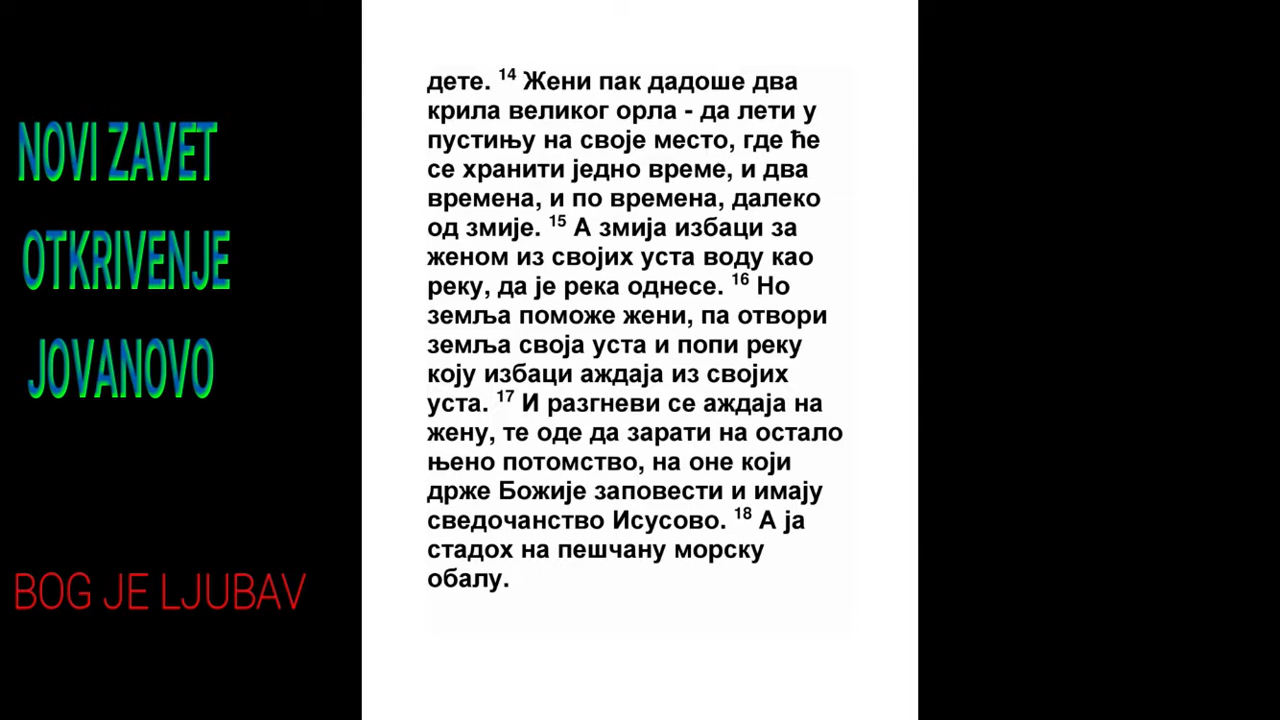 NOVI ZAVET
OTKRIVENJE
JOVANOVO
BOG JE LJUBAV
дете. 14 Жени пак дадоше два
крила великог орла - да лети у
пустињу на своје место, где ће
се хранити једно време, и два
времена, и по времена, далеко
од змије. 15 А змија избаци за
женом из својих уста воду као
реку, да је река однесе. 16 Но
земља поможе жени, па отвори
земља своја уста и попи реку
коју избаци аждаја из својих
уста. 17 И разгневи се аждаја на
жену, те оде да зарати на остало
њено потомство, на оне који
држе Божије заповести и имају
сведочанство Исусово. 18 А ја
стадох на пешчану морску
обалу.